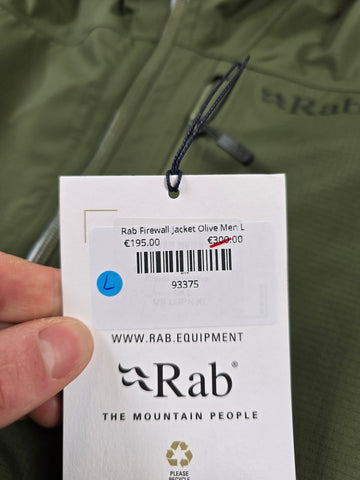 Rab
Rab Firewall Jacket Olive Men L
€195.00 €300.00
L
93375
WWW.RAB.EQUIPMENT
Rab®
THE MOUNTAIN PEOPLE
PLEASE
RECYCLE